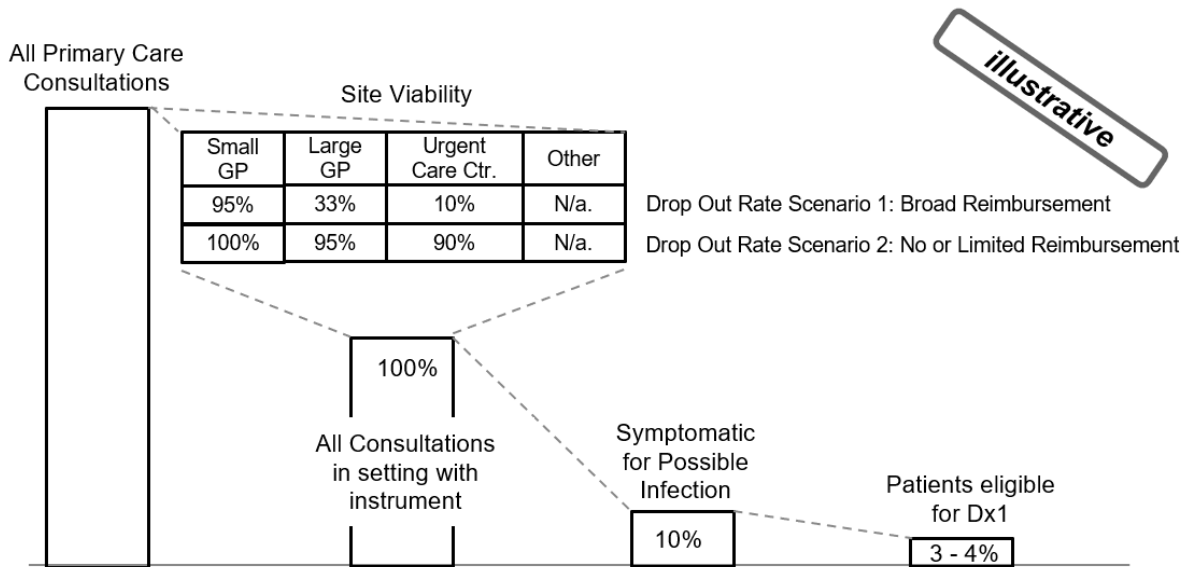 All Primary Care
Consultations
illustrative
Site Viability
Small
GP
Large
GP
Urgent
Care Ctr.
Other
95%
33%
10%
N/a.
Drop Out Rate Scenario 1: Broad Reimbursement
100%
95%
90%
N/a.
Drop Out Rate Scenario 2: No or Limited Reimbursement
100%
All Consultations
in setting with
instrument
Symptomatic
for Possible
Infection
10%
Patients eligible
for Dx1
3 - 4%